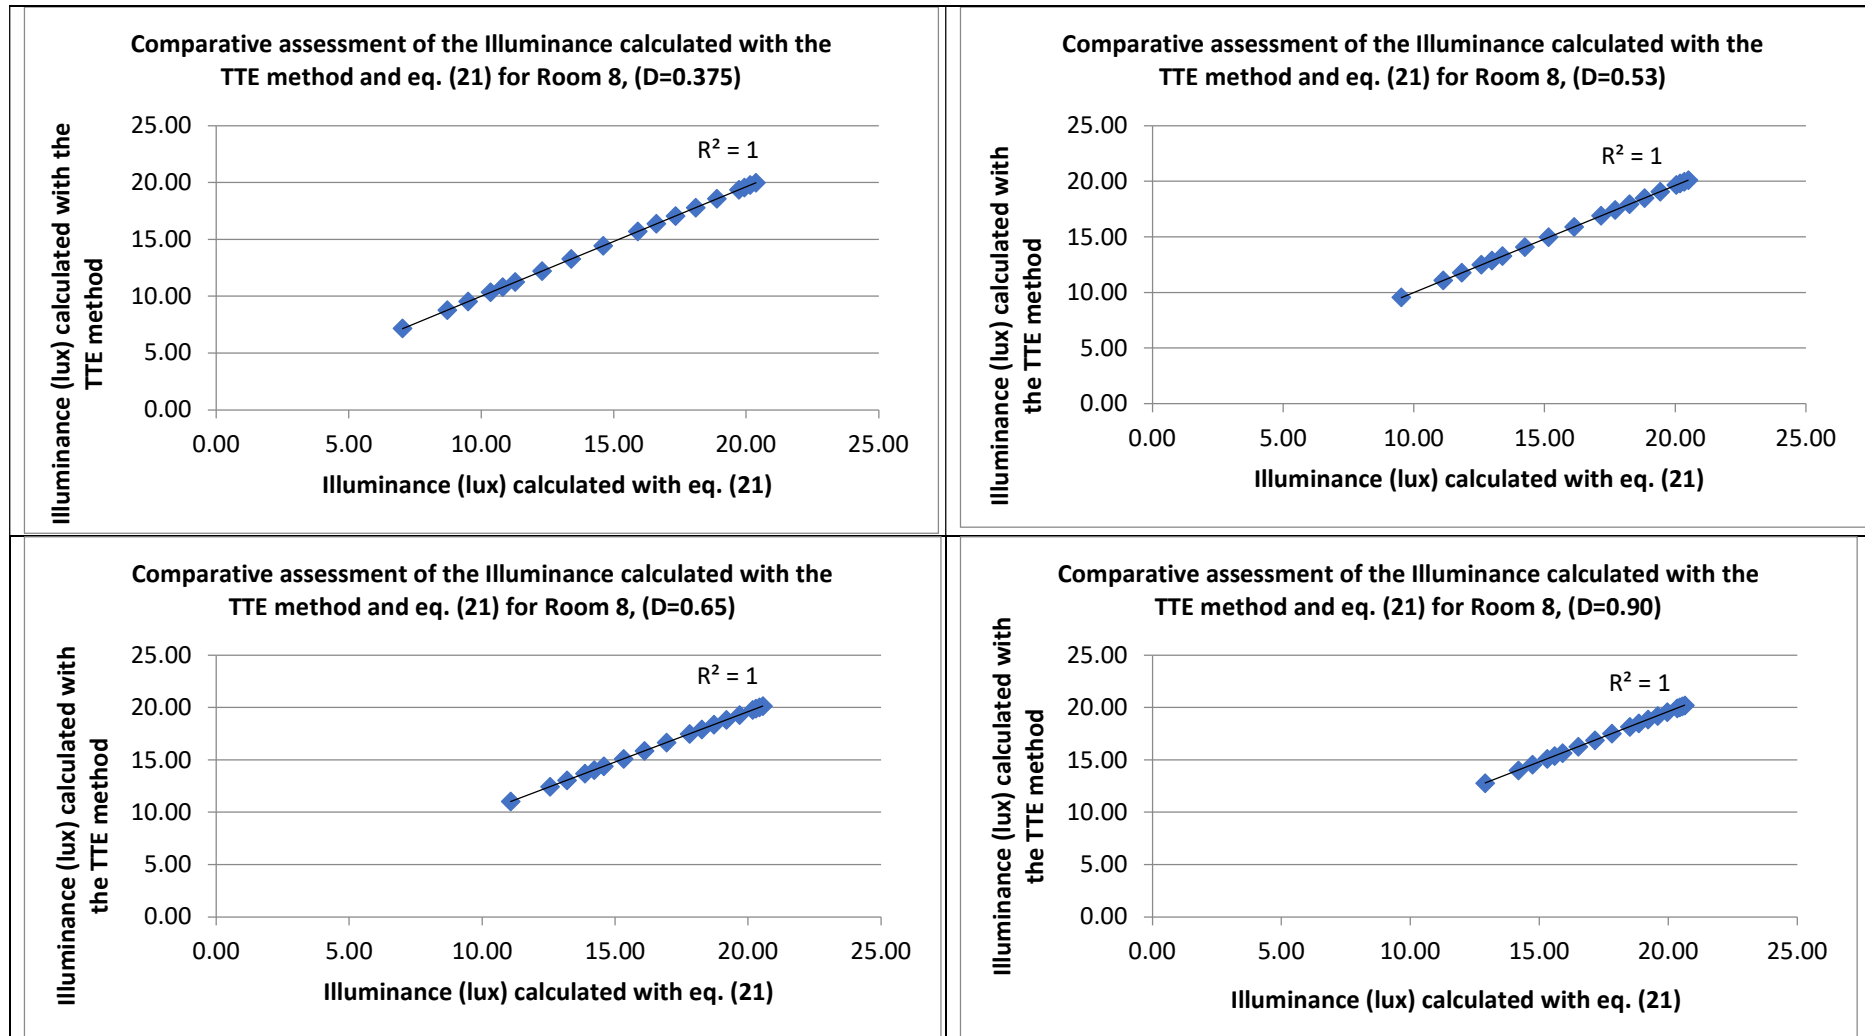 Comparative assessment of the Illuminance calculated with the
TTE method and eq. (21) for Room 8, (D=0.375)
Illuminance (lux) calculated with the
TTE method
25.00
20.00
15.00
10.00
5.00
0.00
R² = 1
0.00 5.00 10.00 15.00 20.00 25.00
Illuminance (lux) calculated with eq. (21)
Comparative assessment of the Illuminance calculated with the
TTE method and eq. (21) for Room 8, (D=0.53)
Illuminance (lux) calculated with
the TTE method
25.00
20.00
15.00
10.00
5.00
0.00
R² = 1
0.00 5.00 10.00 15.00 20.00 25.00
Illuminance (lux) calculated with eq. (21)
Comparative assessment of the Illuminance calculated with the
TTE method and eq. (21) for Room 8, (D=0.65)
Illuminance (lux) calculated with
the TTE method
25.00
20.00
15.00
10.00
5.00
0.00
R² = 1
0.00 5.00 10.00 15.00 20.00 25.00
Illuminance (lux) calculated with eq. (21)
Comparative assessment of the Illuminance calculated with the
TTE method and eq. (21) for Room 8, (D=0.90)
Illuminance (lux) calculated with
the TTE method
25.00
20.00
15.00
10.00
5.00
0.00
R² = 1
0.00 5.00 10.00 15.00 20.00 25.00
Illuminance (lux) calculated with eq. (21)